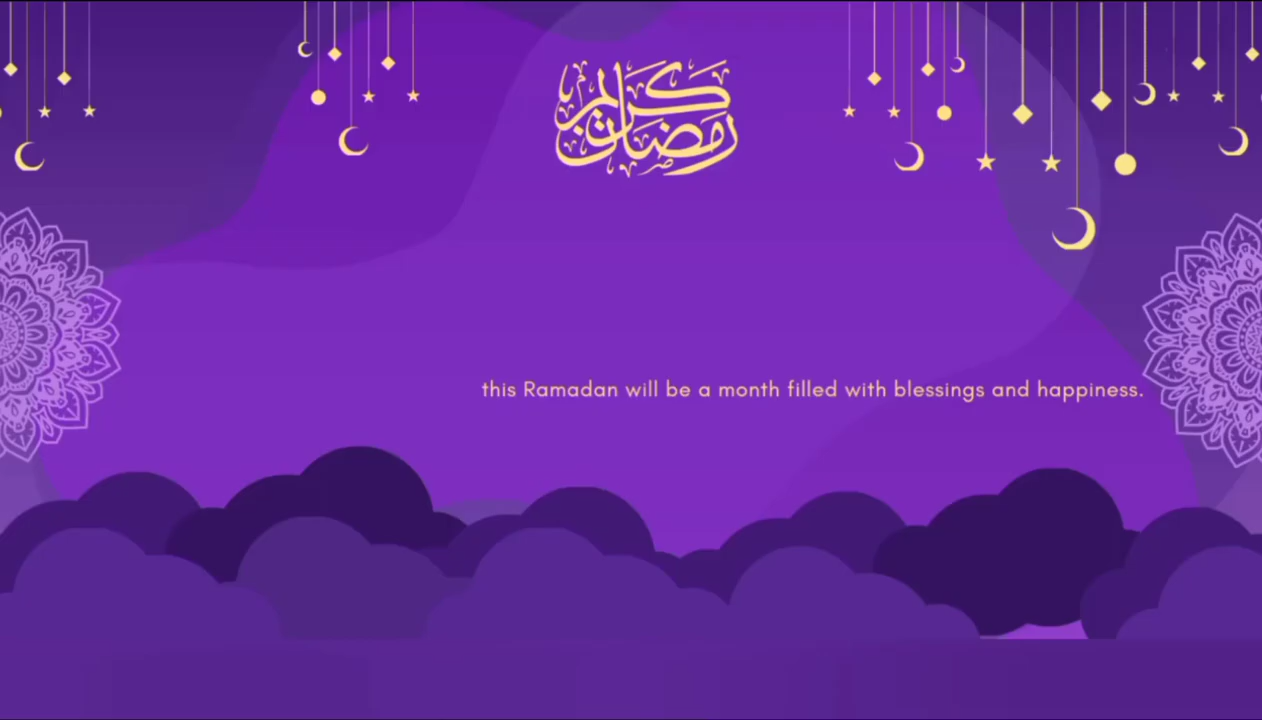 رمضان كريم
this Ramadan will be a month filled with blessings and happiness.